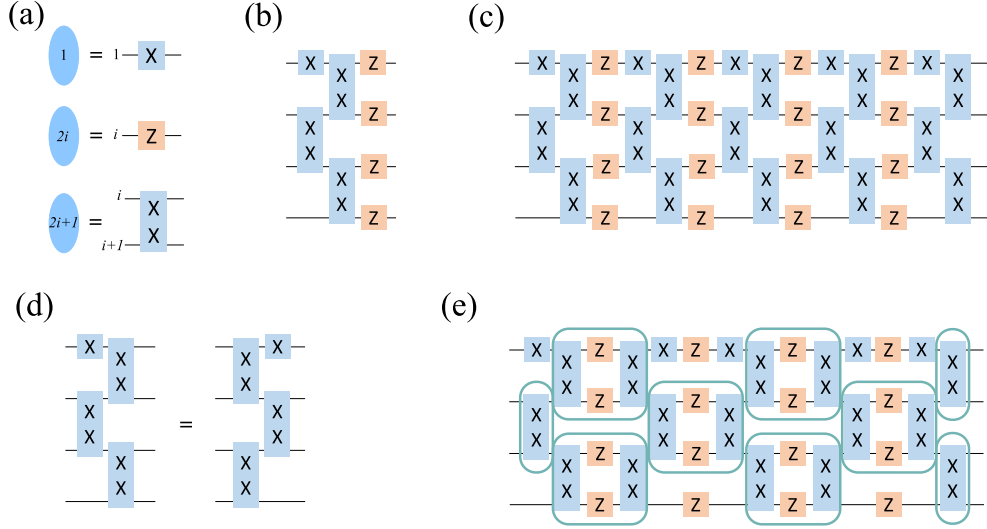 (a)
1 = 1 X
2i = i Z
2i+1 = i X X i+1
(b)
X Z
X
X
Z
X
X
Z
X
X
Z
(c)
X Z X Z X Z X Z X
X X X X X
X X X X X
Z Z Z Z
X X X X X
X X X X X
Z Z Z Z
X X X X X
X X X X X
Z Z Z Z
(d)
X X
X X
X X
X X
=
X X
X X
X X
(e)
X Z X Z X Z X Z X
X X X X X
X X X X X
Z Z Z Z
X X X X X
X X X X X
Z Z Z Z
X X X X X
X X X X X
Z Z Z Z